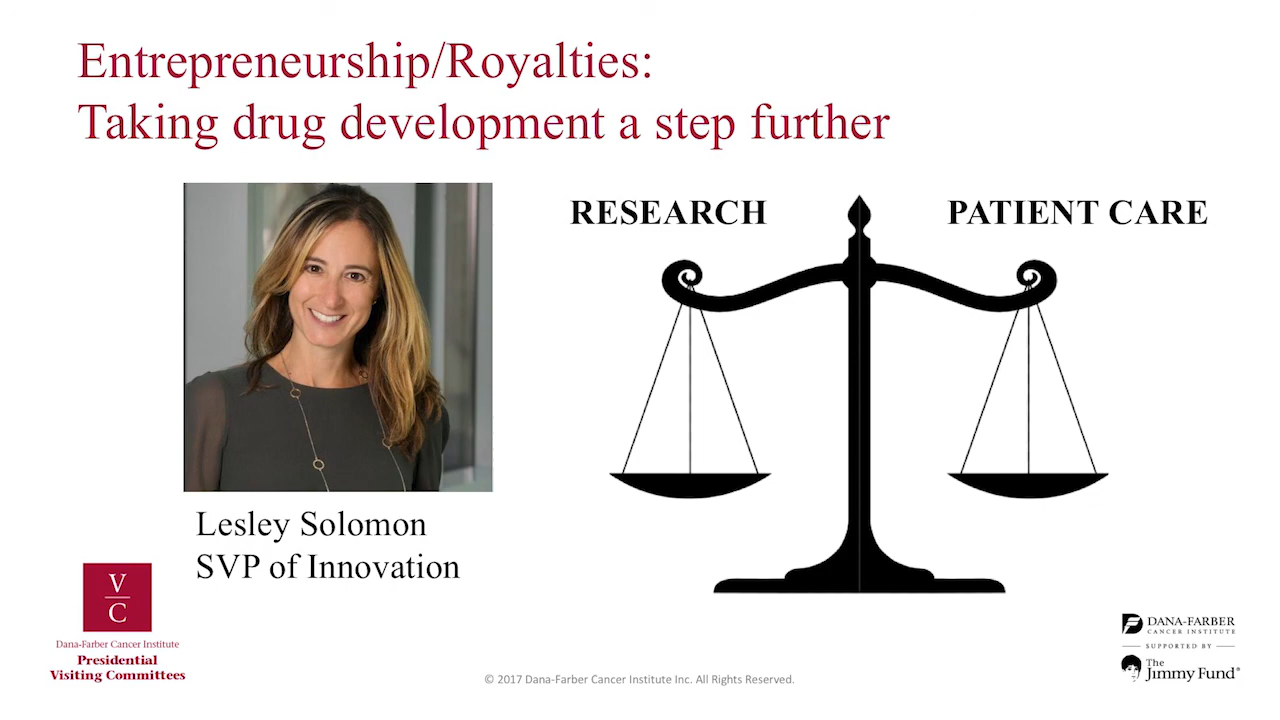 Entrepreneurship/Royalties:
Taking drug development a step further
RESEARCH
PATIENT CARE
Lesley Solomon
SVP of Innovation
V
C
Dana-Farber Cancer Institute
Presidential
Visiting Committees
© 2017 Dana-Farber Cancer Institute Inc. All Rights Reserved.
DANA-FARBER
CANCER INSTITUTE
SUPPORTED BY
The
Jimmy Fund®